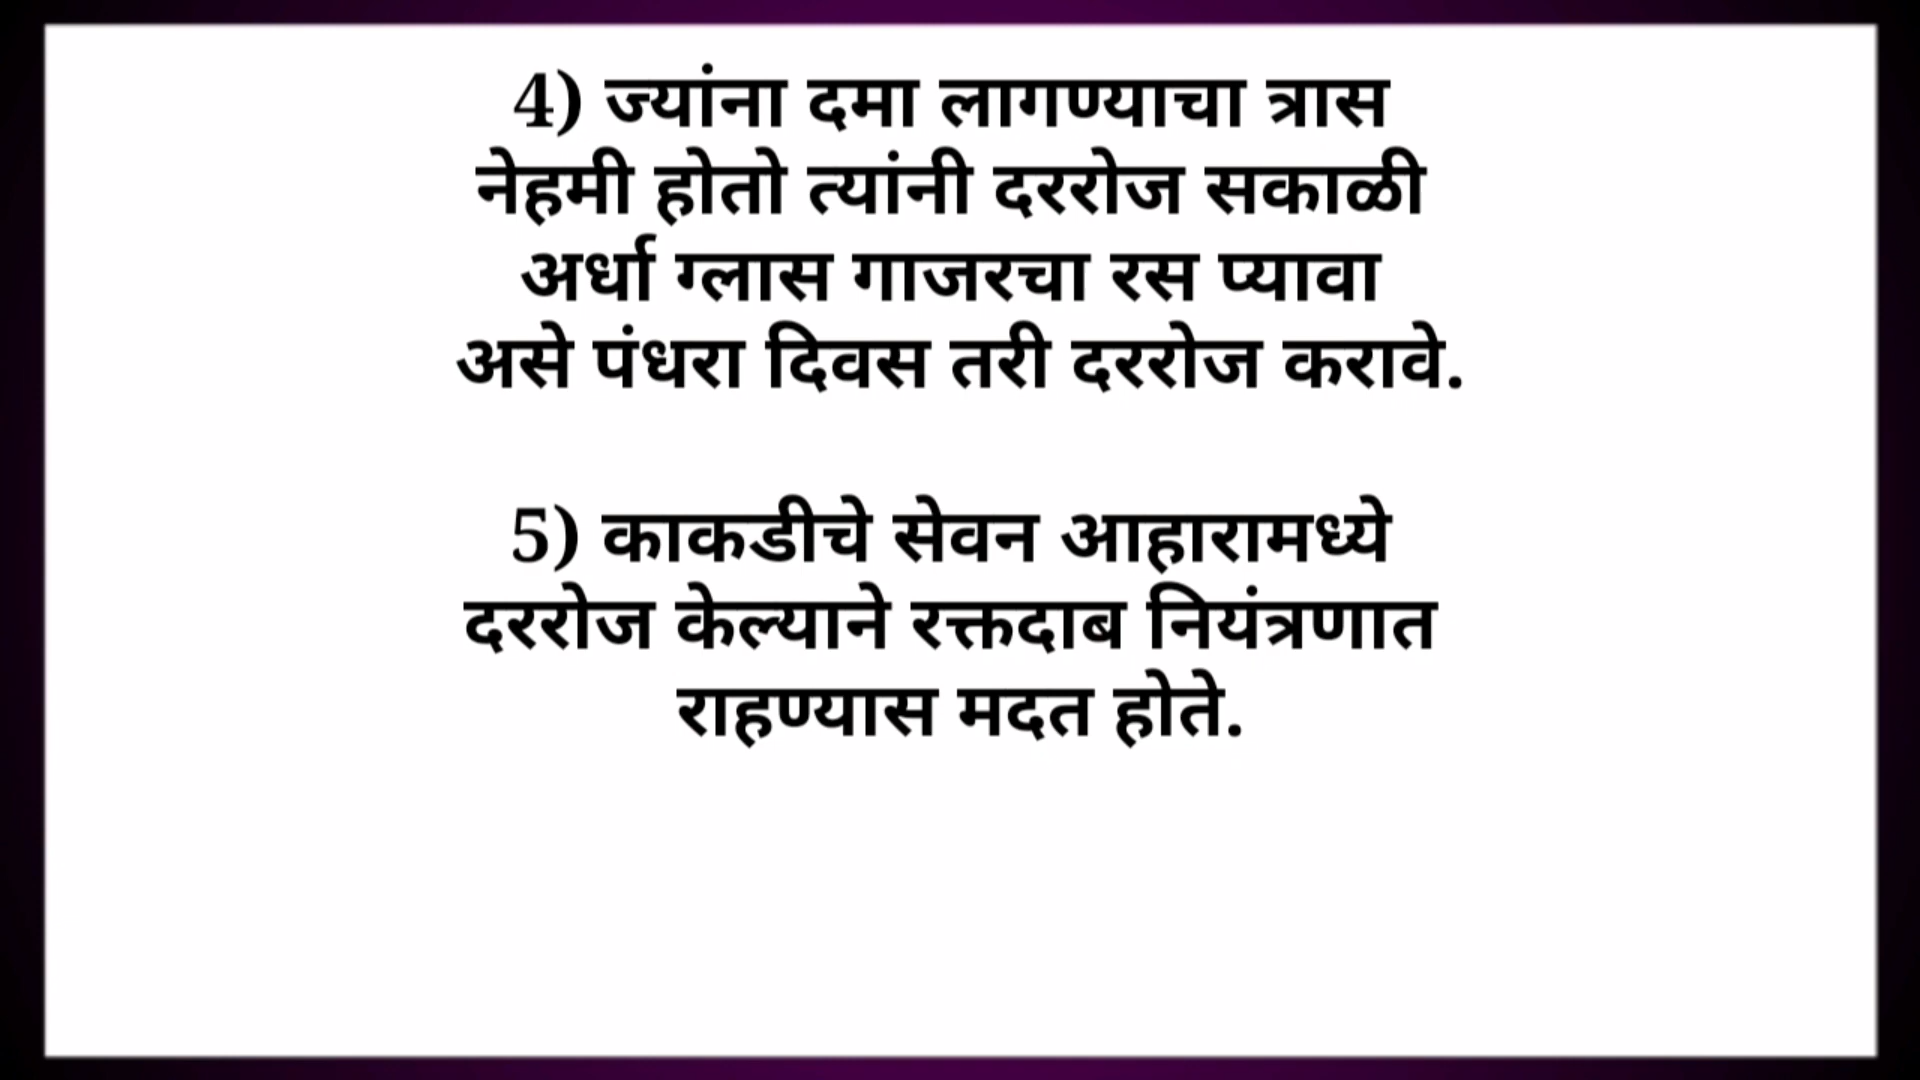 4) ज्यांना दमा लागण्याचा त्रास
नेहमी होतो त्यांनी दररोज सकाळी
अर्धा ग्लास गाजरचा रस प्यावा
असे पंधरा दिवस तरी दररोज करावे.
5) काकडीचे सेवन आहारामध्ये
दररोज केल्याने रक्तदाब नियंत्रणात
राहण्यास मदत होते.